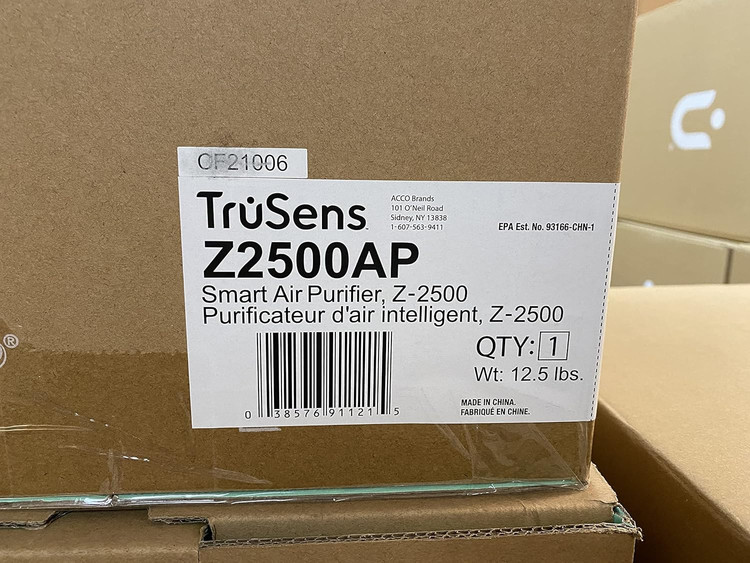 CF21006
TruSens
Z2500AP
ACCO Brands
101 O'Neil Road
Sidney, NY 13838
1-607-563-9411
EPA Est. No. 93166-CHN-1
Smart Air Purifier, Z-2500
Purificateur d'air intelligent, Z-2500
0 38576 91121 5
QTY: 1
Wt: 12.5 lbs.
MADE IN CHINA.
FABRIQUÉ EN CHINE.
®